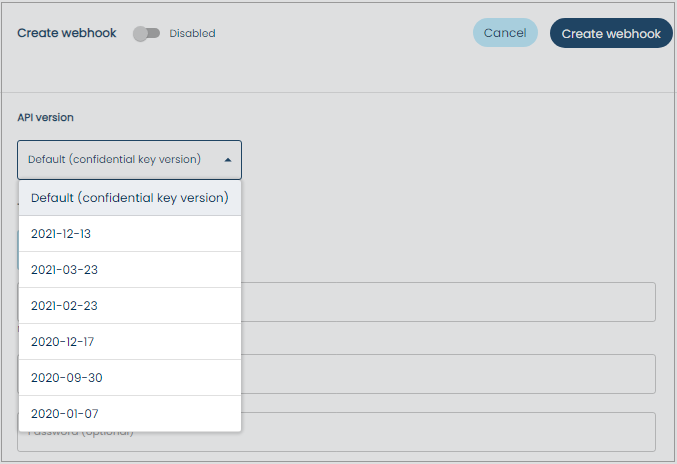 Create webhook Disabled Cancel Create webhook
API version
Default (confidential key version)
Default (confidential key version)
2021-12-13
2021-03-23
2021-02-23
2020-12-17
2020-09-30
2020-01-07
Password (optional)